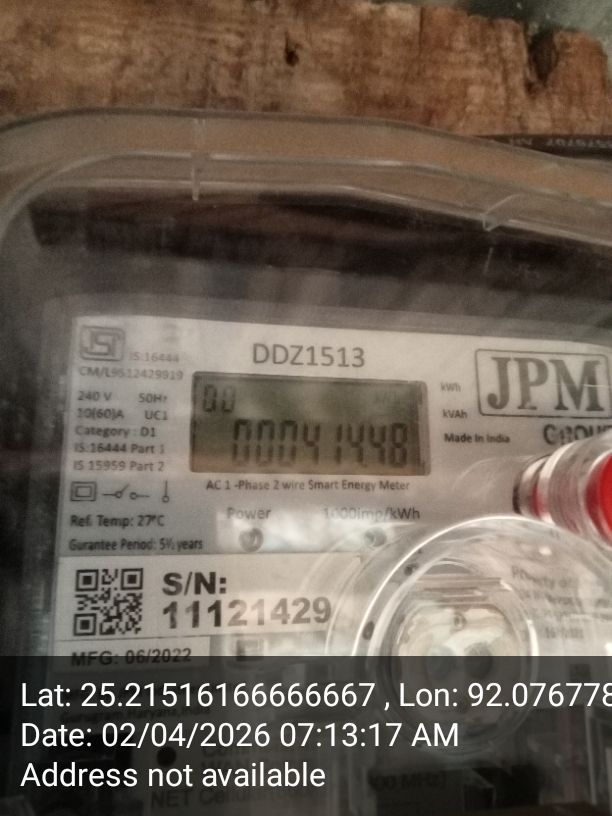 IS:16444
CM/L9512429919
DDZ1513
JPM
240 V 50Hz
10(60)A UC1
Category : D1
IS 16444 Part 1
IS 15959 Part 2
00
00041448
kWh
kVAh
Made In India
AC 1 -Phase 2 wire Smart Energy Meter
Ref. Temp: 27°C
Power 1000imp/kWh
Gurantee Period: 5½ years
S/N:
11121429
MFG: 06/2022
Lat: 25.21516166666667 , Lon: 92.076778
Date: 02/04/2026 07:13:17 AM
Address not available